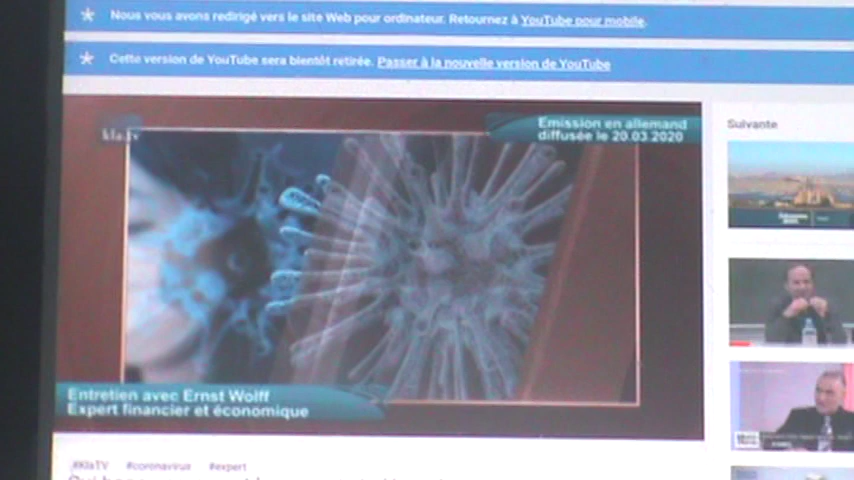 Nous vous avons redirigé vers le site Web pour ordinateur. Retournez à YouTube pour mobile.
Cette version de YouTube sera bientôt retirée. Passer à la nouvelle version de YouTube
kla.tv
Emission en allemand
diffusée le 20.03.2020
Suivante
Entretien avec Ernst Wolff
Expert financier et économique
#KlaTV #coronavirus #expert